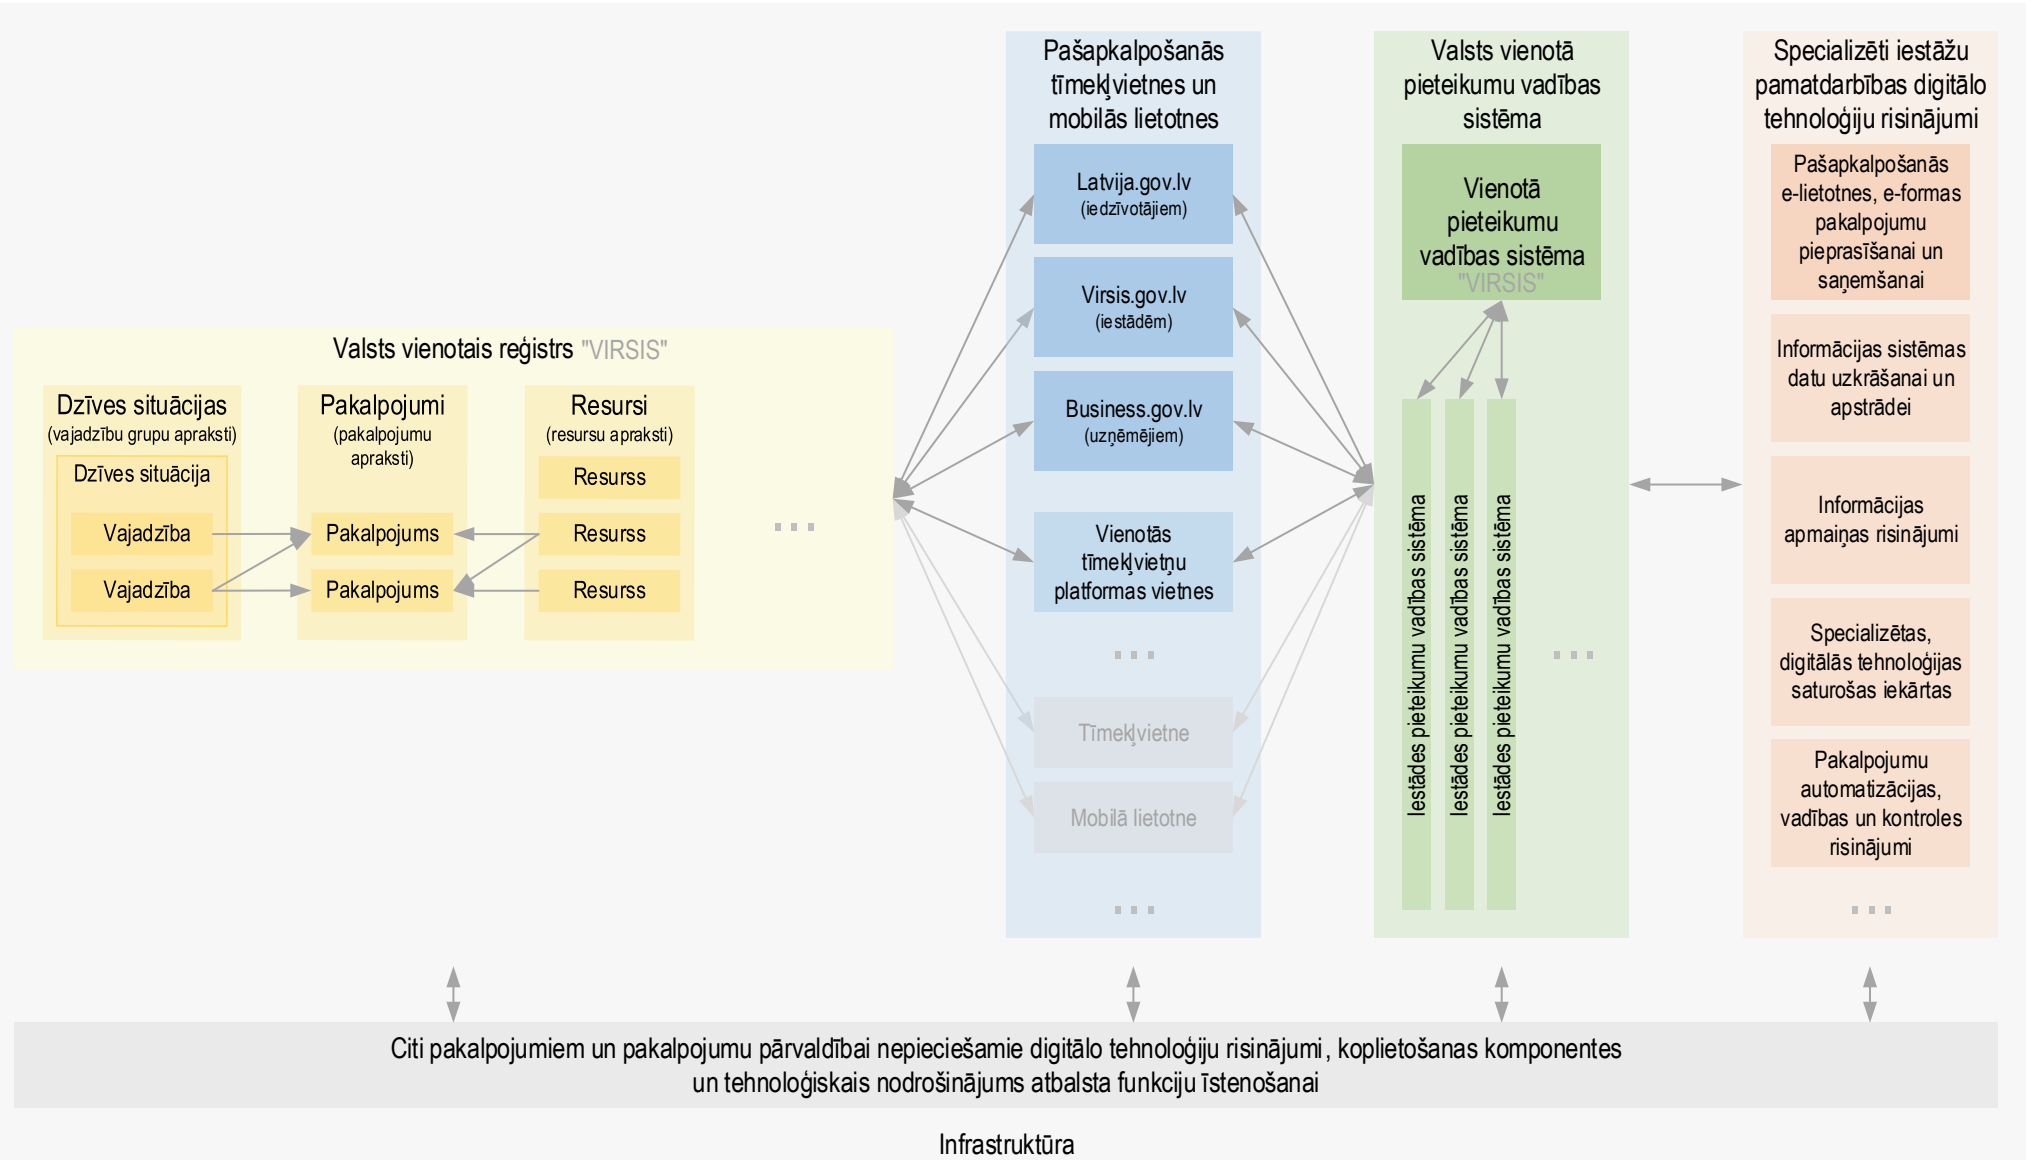 Valsts vienotais reģistrs "VIRSIS"
Dzīves situācijas
(vajadzību grupu apraksti)
Dzīves situācija
Vajadzība
Vajadzība
Pakalpojumi
(pakalpojumu
apraksti)
Pakalpojums
Pakalpojums
Resursi
(resursu apraksti)
Resurss
Resurss
Resurss
...
Pašapkalpošanās
tīmekļvietnes un
mobilās lietotnes
Latvija.gov.lv
(iedzīvotājiem)
Virsis.gov.lv
(iestādēm)
Business.gov.lv
(uzņēmējiem)
Vienotās
tīmekļvietņu
platformas vietnes
...
Tīmekļvietne
Mobilā lietotne
...
Valsts vienotā
pieteikumu vadības
sistēma
Vienotā
pieteikumu
vadības sistēma
"VIRSIS"
Iestādes pieteikumu vadības sistēma
Iestādes pieteikumu vadības sistēma
Iestādes pieteikumu vadības sistēma
...
Specializēti iestāžu
pamatdarbības digitālo
tehnoloģiju risinājumi
Pašapkalpošanās
e-lietotnes, e-formas
pakalpojumu
pieprasīšanai un
saņemšanai
Informācijas sistēmas
datu uzkrāšanai un
apstrādei
Informācijas
apmaiņas risinājumi
Specializētas,
digitālās tehnoloģijas
saturošas iekārtas
Pakalpojumu
automatizācijas,
vadības un kontroles
risinājumi
...
Citi pakalpojumiem un pakalpojumu pārvaldībai nepieciešamie digitālo tehnoloģiju risinājumi, koplietošanas komponentes
un tehnoloģiskais nodrošinājums atbalsta funkciju īstenošanai
Infrastruktūra